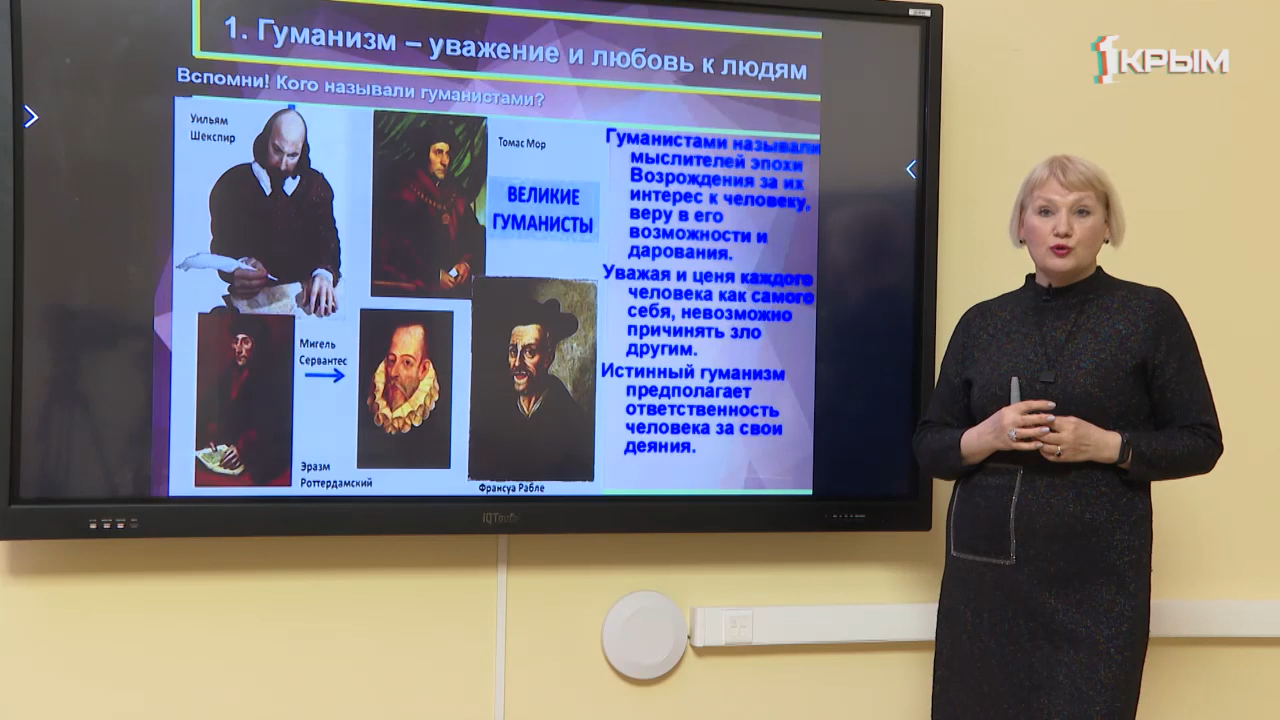 1. Гуманизм – уважение и любовь к людям
1КРЫМ
Вспомни! Кого называли гуманистами?
Уильям
Шекспир
Томас Мор
ВЕЛИКИЕ
ГУМАНИСТЫ
Мигель
Сервантес
Эразм
Роттердамский
Франсуа Рабле
Гуманистами называли
мыслителей эпохи
Возрождения за их
интерес к человеку,
веру в его
возможности и
дарования.
Уважая и ценя каждого
человека как самого
себя, невозможно
причинять зло
другим.
Истинный гуманизм
предполагает
ответственность
человека за свои
деяния.